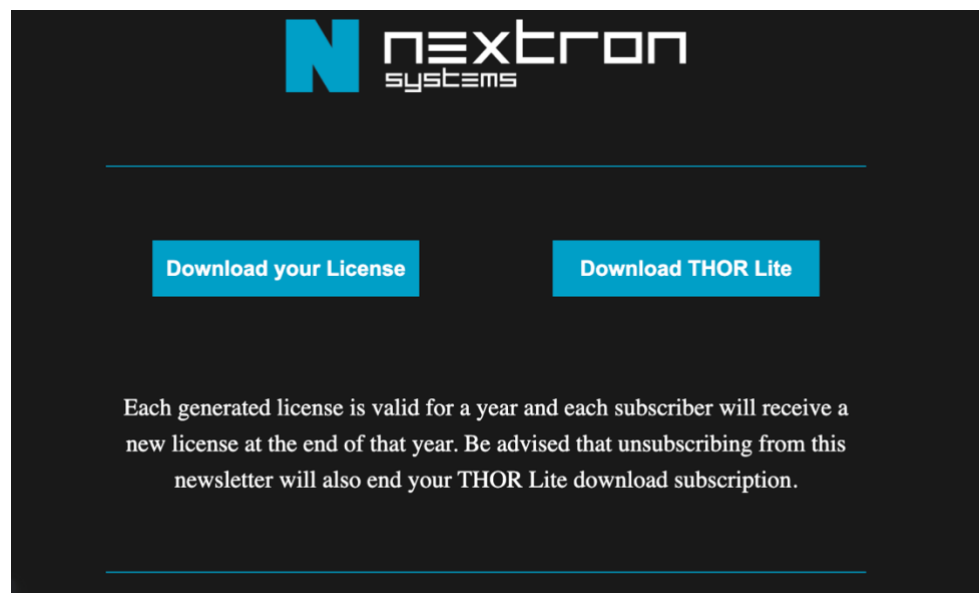 N nextron
systems
Download your License
Download THOR Lite
Each generated license is valid for a year and each subscriber will receive a
new license at the end of that year. Be advised that unsubscribing from this
newsletter will also end your THOR Lite download subscription.